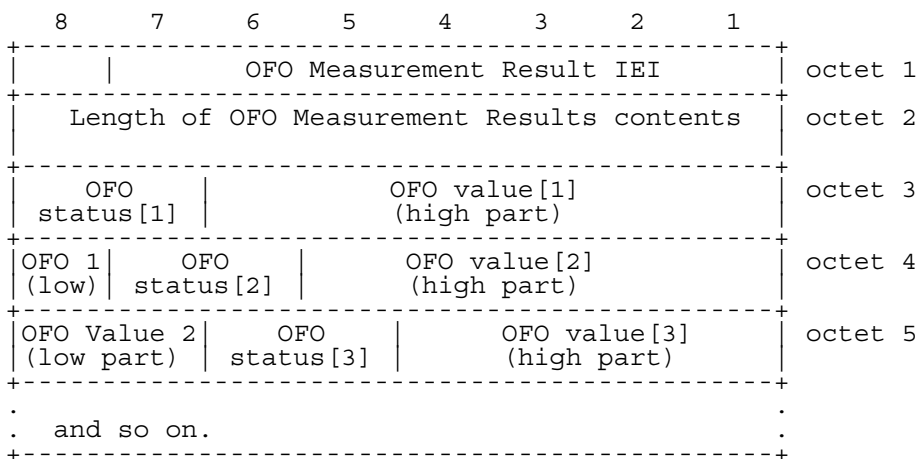 8 7 6 5 4 3 2 1
OFO Measurement Result IEI octet 1
Length of OFO Measurement Results contents octet 2
OFO OFO value[1] octet 3
status[1] (high part)
OFO 1 OFO OFO value[2] octet 4
(low) status[2] (high part)
OFO Value 2 OFO OFO value[3] octet 5
(low part) status[3] (high part)
. .
. and so on. .